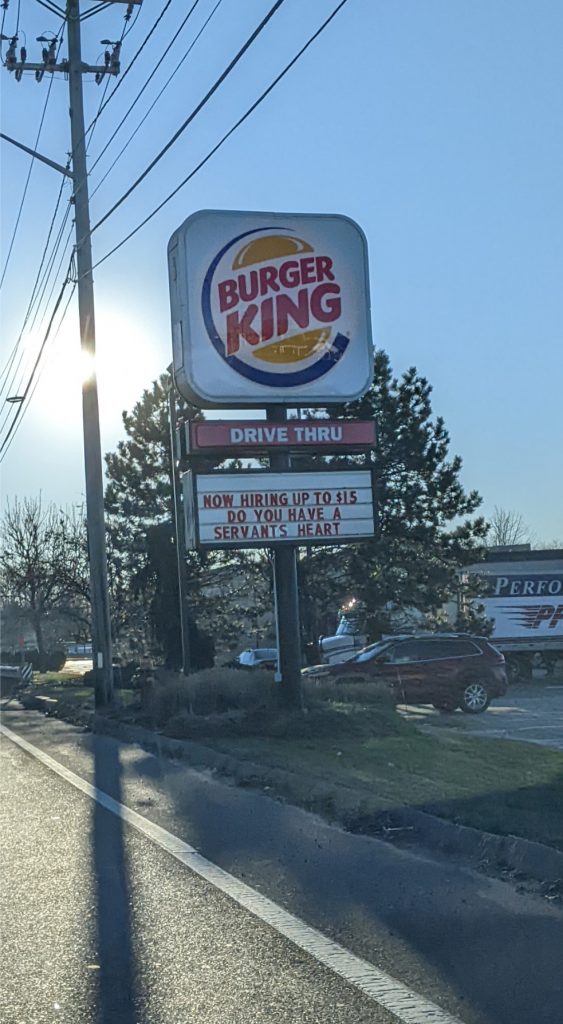 BURGER
KING
DRIVE THRU
NOW HIRING UP TO $15
DO YOU HAVE A
SERVANTS HEART
PERFO